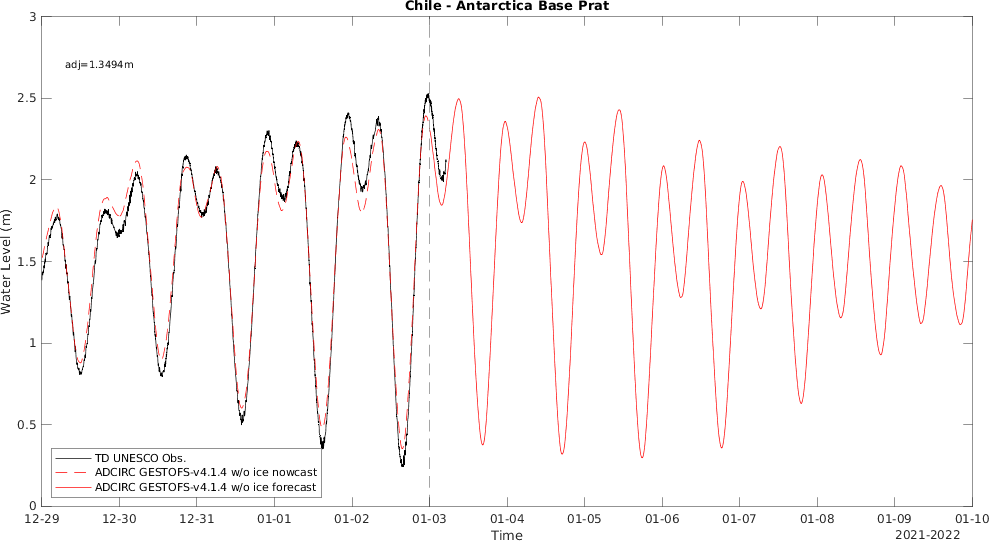 Chile - Antarctica Base Prat
adj=1.3494m
Water Level (m)
3
2.5
2
1.5
1
0.5
0
TD UNESCO Obs.
ADCIRC GESTOFS-v4.1.4 w/o ice nowcast
ADCIRC GESTOFS-v4.1.4 w/o ice forecast
12-29 12-30 12-31 01-01 01-02 01-03 01-04 01-05 01-06 01-07 01-08 01-09 01-10
Time
2021-2022